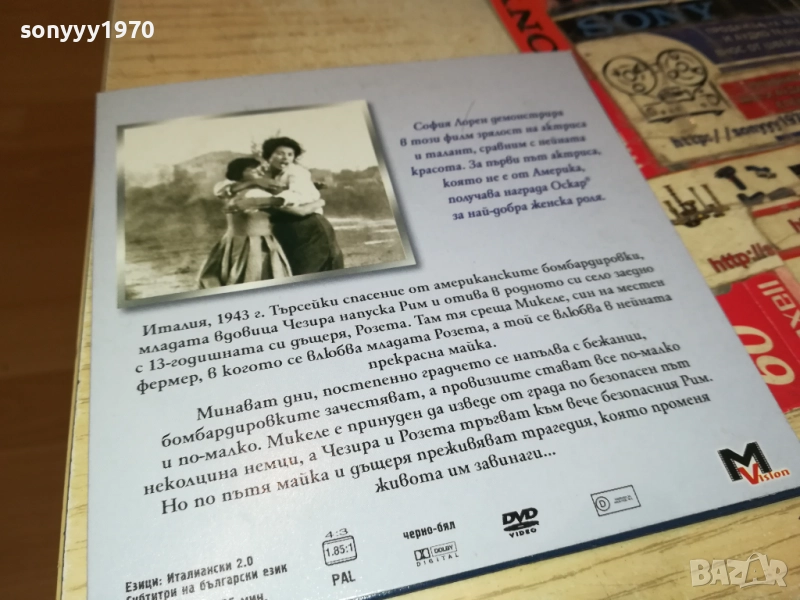 sonyyy1970
SONY
София Лорен демонстрира
в този филм зрялост на актриса
и талант, сравним с нейната
красота. За първи път актриса,
която не е от Америка,
получава награда Оскар®
за най-добра женска роля.
Италия, 1943 г. Търсейки спасение от американските бомбардировки,
младата вдовица Чезира напуска Рим и отива в родното си село заедно
с 13-годишната си дъщеря, Розета. Там тя среща Микеле, син на местен
фермер, в когото се влюбва младата Розета, а той се влюбва в нейната
прекрасна майка.
Минават дни, постепенно градчето се напълва с бежанци,
бомбардировките зачестяват, а провизиите стават все по-малко
и по-малко. Микеле е принуден да изведе от града по безопасен път
неколцина немци, а Чезира и Розета тръгват към вече безопасния Рим.
Но по пътя майка и дъщеря преживяват трагедия, която променя
живота им завинаги...
http://
60
M Vision
4:3
1.85:1
PAL
черно-бял
DOLBY
DIGITAL
DVD
VIDEO
D
Езици: Италиански 2.0
Субтитри на български език
мин.
BAZAR